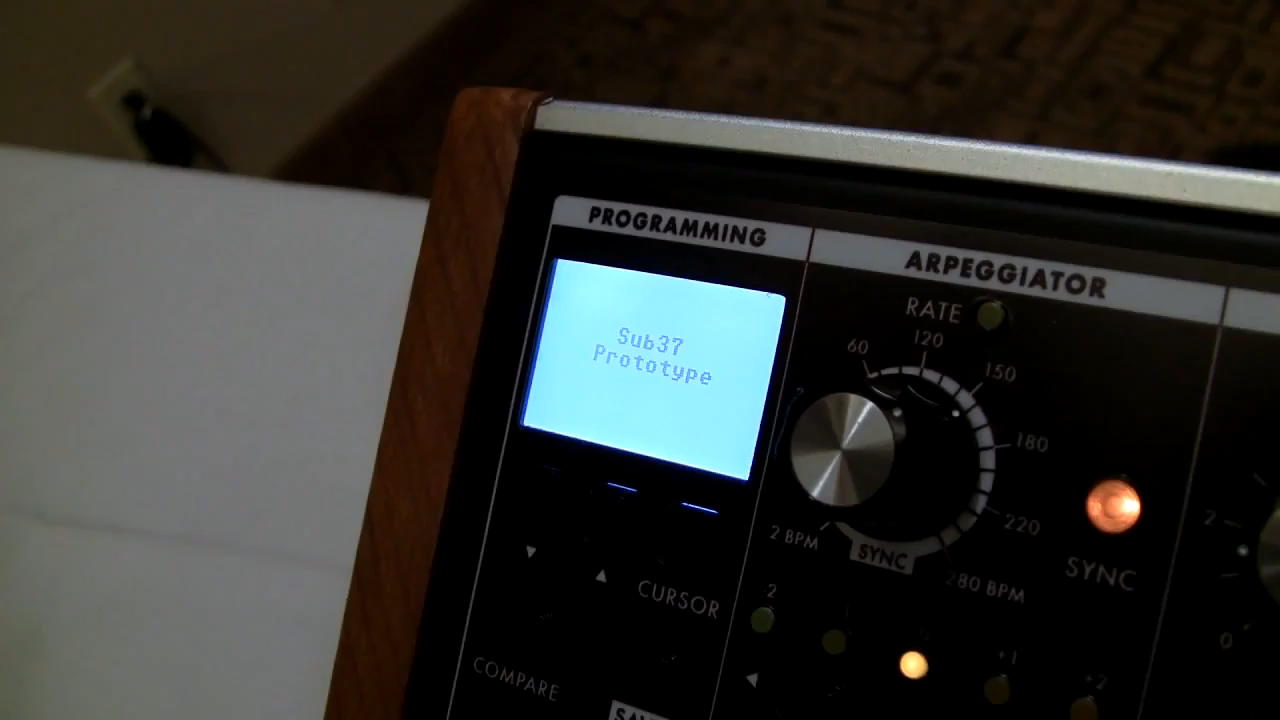 PROGRAMMING
Sub37
Prototype
CURSOR
COMPARE
ARPEGGIATOR
RATE
60
120
150
180
220
280 BPM
2 BPM
SYNC
SYNC
2
+1
+2
2
0